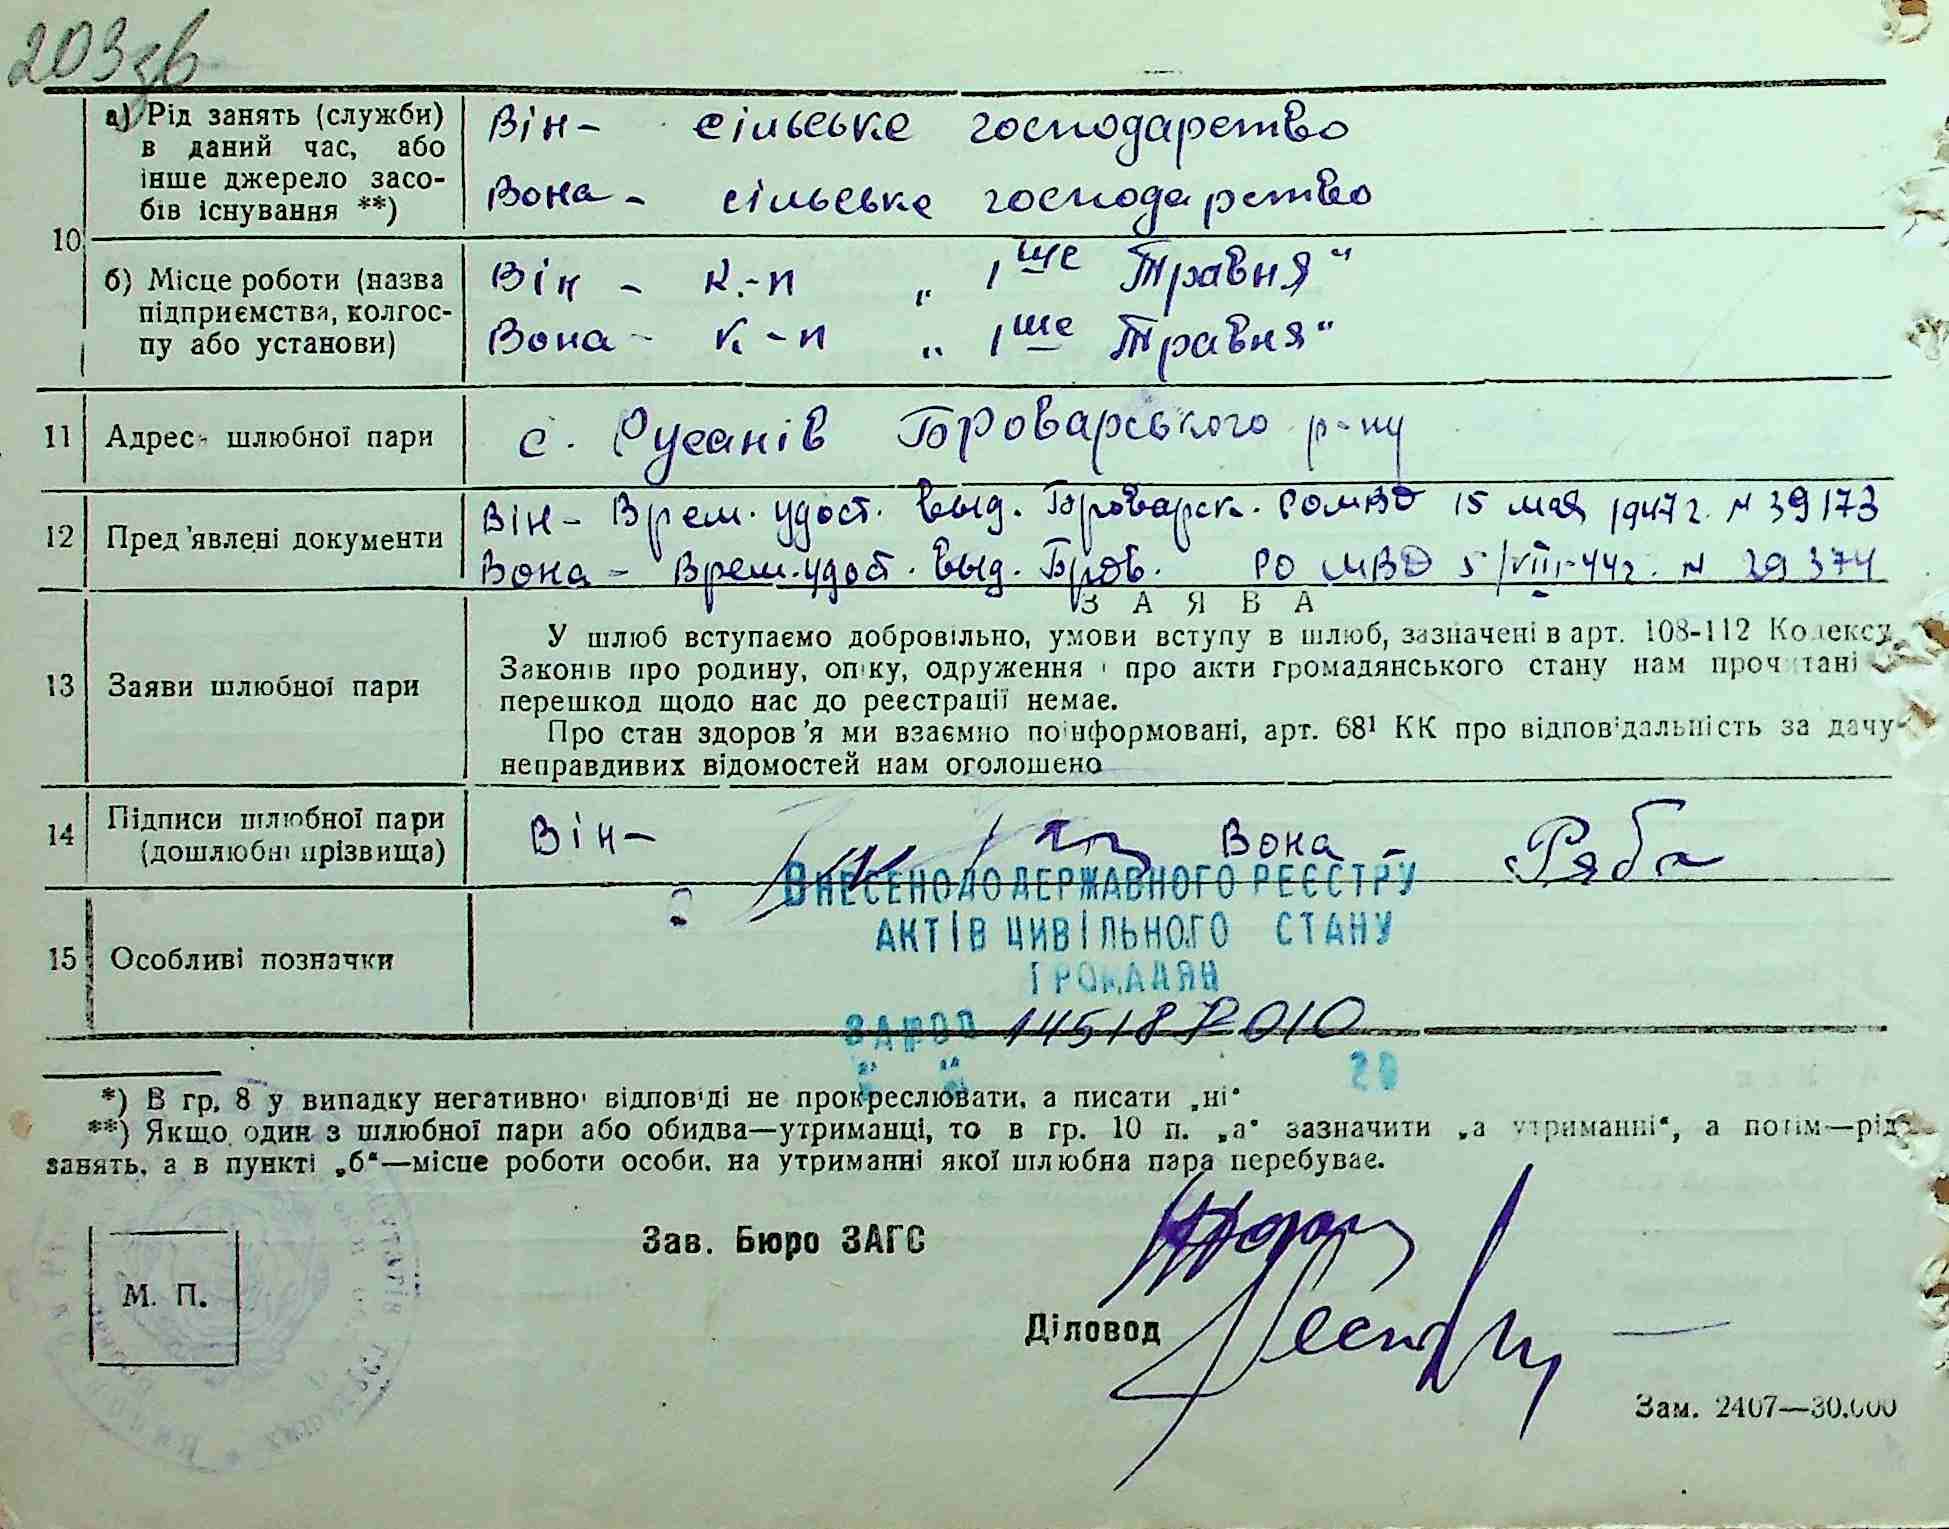 203зв
а) Рід занять (служби)
в даний час, або
інше джерело засо-
бів існування **)
Він - сільське господарство
Вона - сільське господарство
10
б) Місце роботи (назва
підприємства, колгос-
пу або установи)
Він - к-п „ 1ше Травня"
Вона - к-п „ 1ше Травня"
11 Адрес шлюбної пари
с. Русанів Броварського р-ну
12 Пред'явлені документи
Він - Врем. удост. выд. Броварск. РОМВД 15 мая 1947 г. N 39173
Вона - Врем. удост. выд. Бров. РО МВД 5/VIII-44 г. N 29374
ЗАЯВА
13 Заяви шлюбної пари
У шлюб вступаємо добровільно, умови вступу в шлюб, зазначені в арт. 108-112 Кодексу
Законів про родину, опіку, одруження і про акти громадянського стану нам прочитані
перешкод щодо нас до реєстрації немає.
Про стан здоров'я ми взаємно поінформовані, арт. 68¹ КК про відповідальність за дачу
неправдивих відомостей нам оголошено
14 Підписи шлюбної пари
(дошлюбні прізвища)
Він - Вона - Ряба
ВНЕСЕНО ДО ДЕРЖАВНОГО РЕЄСТРУ
АКТІВ ЦИВІЛЬНОГО СТАНУ
ГРОМАДЯН
15 Особливі позначки
20
*) В гр. 8 у випадку негативної відповіді не прокреслювати, а писати „ні"
**) Якщо один з шлюбної пари або обидва—утриманці, то в гр. 10 п. „а" зазначити „а утриманні", а потім—рід
занять, а в пункті „б"—місце роботи особи, на утриманні якої шлюбна пара перебуває.
Зав. Бюро ЗАГС
М. П.
Діловод
Зам. 2407—30.000